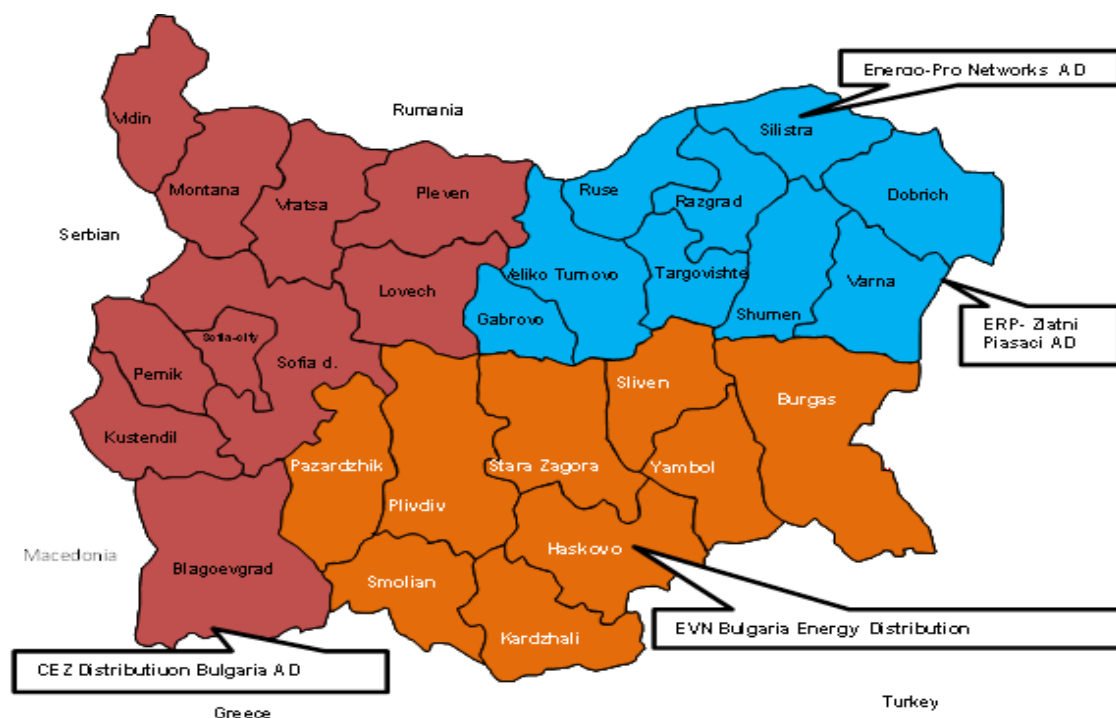 Energo-Pro Networks AD
Rumania
Vidin
Silistra
Montana
Vratsa
Pleven
Ruse
Razgrad
Dobrich
Serbian
Veliko Turnovo
Targovishte
Varna
Lovech
Gabrovo
Shumen
ERP- Zlatni
Piasaci AD
Sofia-city
Pernik
Sofia d.
Sliven
Burgas
Kustendil
Pazardzhik
Stara Zagora
Yambol
Plivdiv
Macedonia
Haskovo
Blagoevgrad
Smolian
EVN Bulgaria Energy Distribution
Kardzhali
CEZ Distributiuon Bulgaria AD
Turkey
Greece